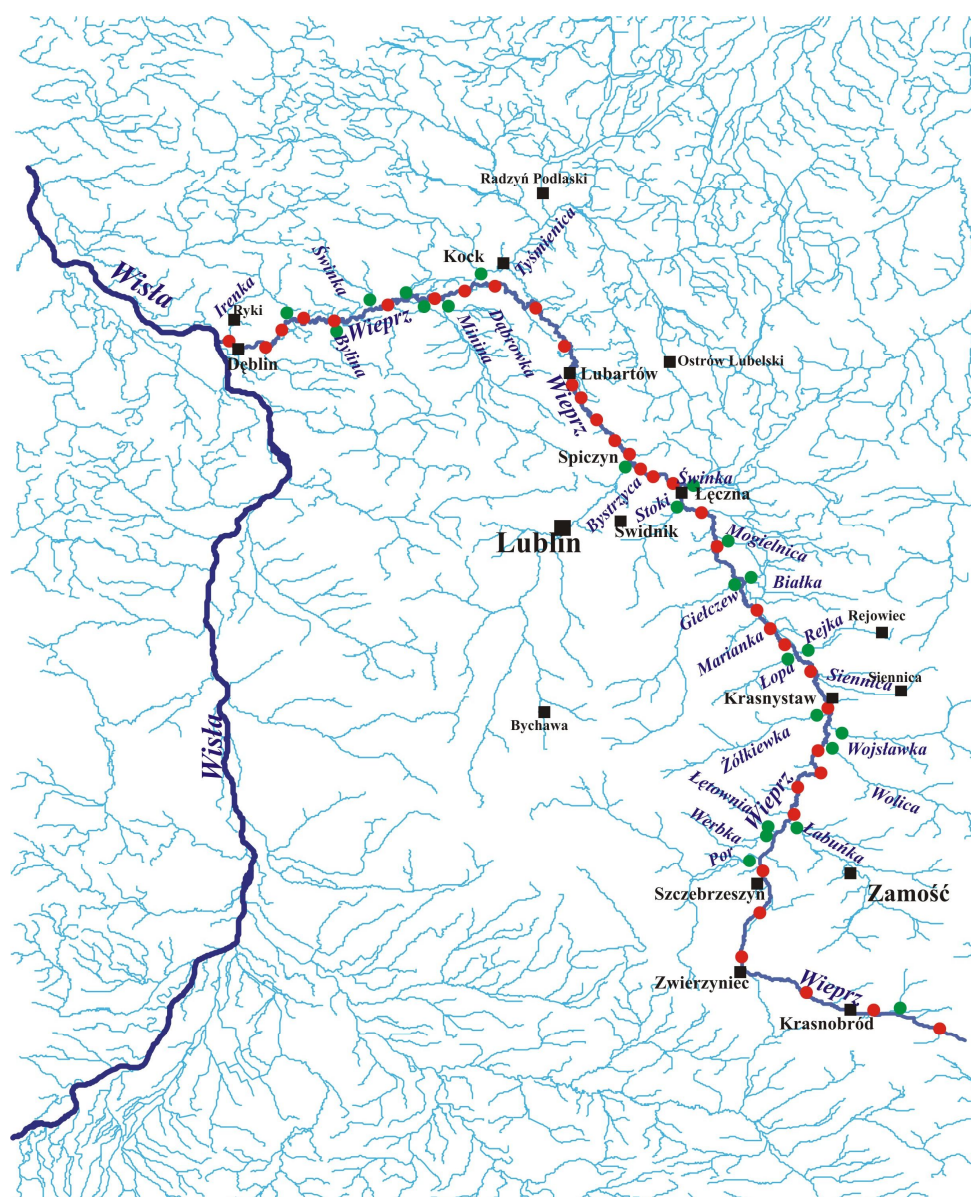 Radzyń Podlaski
Tyśmienica
Kock
Świnka
Wisła
Irenka
Ryki
Wieprz
Bylina
Minina
Dąbrówka
Dęblin
Ostrów Lubelski
Lubartów
Wieprz
Spiczyn
Świnka
Łęczna
Bystrzyca
Stoki
Świdnik
Lublin
Mogielnica
Białka
Giełczew
Rejowiec
Rejka
Marianka
Łopa
Siennica
Siennica
Krasnystaw
Bychawa
Wisła
Żółkiewka
Wojsławka
Wieprz
Łętownia
Wolica
Werbka
Łabuńka
Por
Szczebrzeszyn
Zamość
Zwierzyniec
Wieprz
Krasnobród